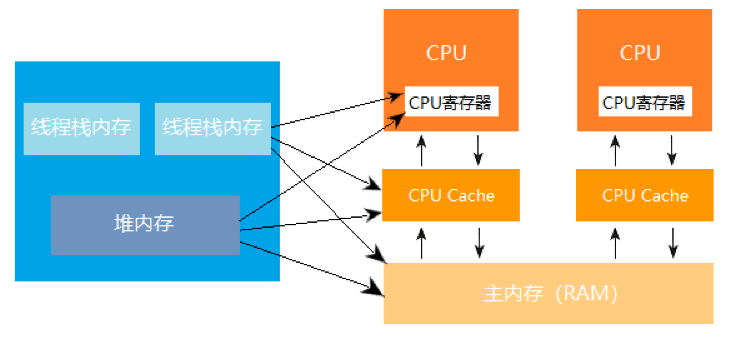 线程栈内存
线程栈内存
堆内存
CPU
CPU寄存器
CPU Cache
CPU
CPU寄存器
CPU Cache
主内存（RAM）